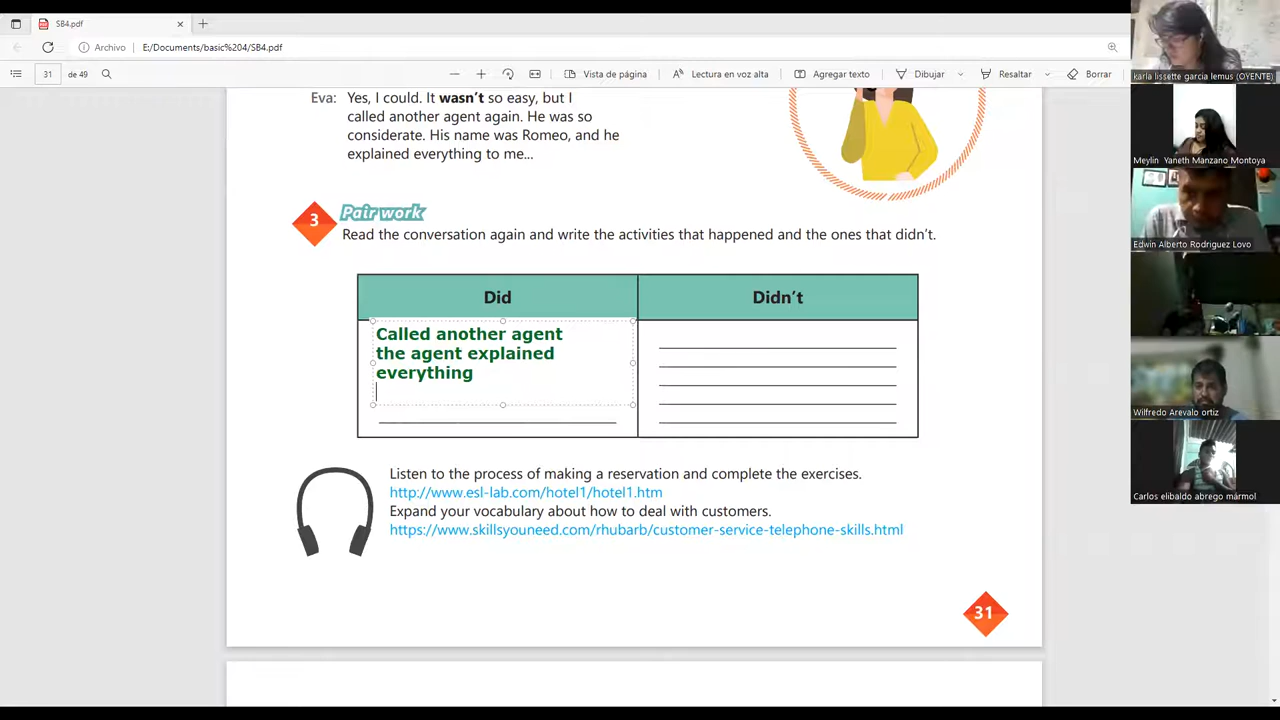 SB4.pdf
Archivo E:/Documents/basic%204/SB4.pdf
31 de 49 Vista de página Lectura en voz alta Agregar texto Dibujar Resaltar Borrar
Eva: Yes, I could. It wasn't so easy, but I
called another agent again. He was so
considerate. His name was Romeo, and he
explained everything to me...
3 Pair work
Read the conversation again and write the activities that happened and the ones that didn't.
Did Didn't
Called another agent
the agent explained
everything
Listen to the process of making a reservation and complete the exercises.
http://www.esl-lab.com/hotel1/hotel1.htm
Expand your vocabulary about how to deal with customers.
https://www.skillsyouneed.com/rhubarb/customer-service-telephone-skills.html
31
karla lissette garcia lemus (OYENTE)
Meylin Yaneth Manzano Montoya
Edwin Alberto Rodriguez Lovo
Wilfredo Arevalo ortiz
Carlos elibaldo abrego mármol